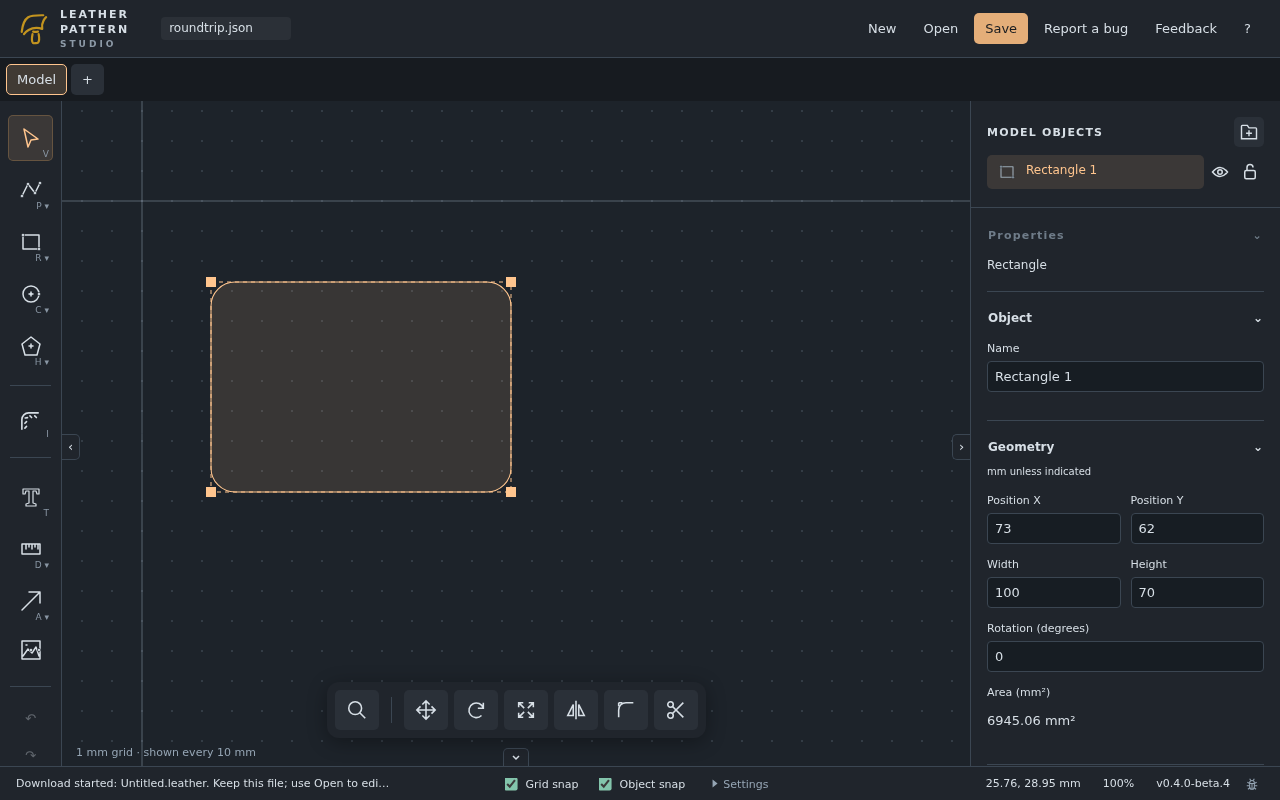 LEATHER
PATTERN
STUDIO
roundtrip.json
New
Open
Save
Report a bug
Feedback
?
Model
+
V
P
R
C
H
I
T
D
A
MODEL OBJECTS
Rectangle 1
Properties
Rectangle
Object
Name
Rectangle 1
Geometry
mm unless indicated
Position X
Position Y
73
62
Width
Height
100
70
Rotation (degrees)
0
Area (mm²)
6945.06 mm²
1 mm grid · shown every 10 mm
Download started: Untitled.leather. Keep this file; use Open to edi...
Grid snap
Object snap
Settings
25.76, 28.95 mm
100%
v0.4.0-beta.4